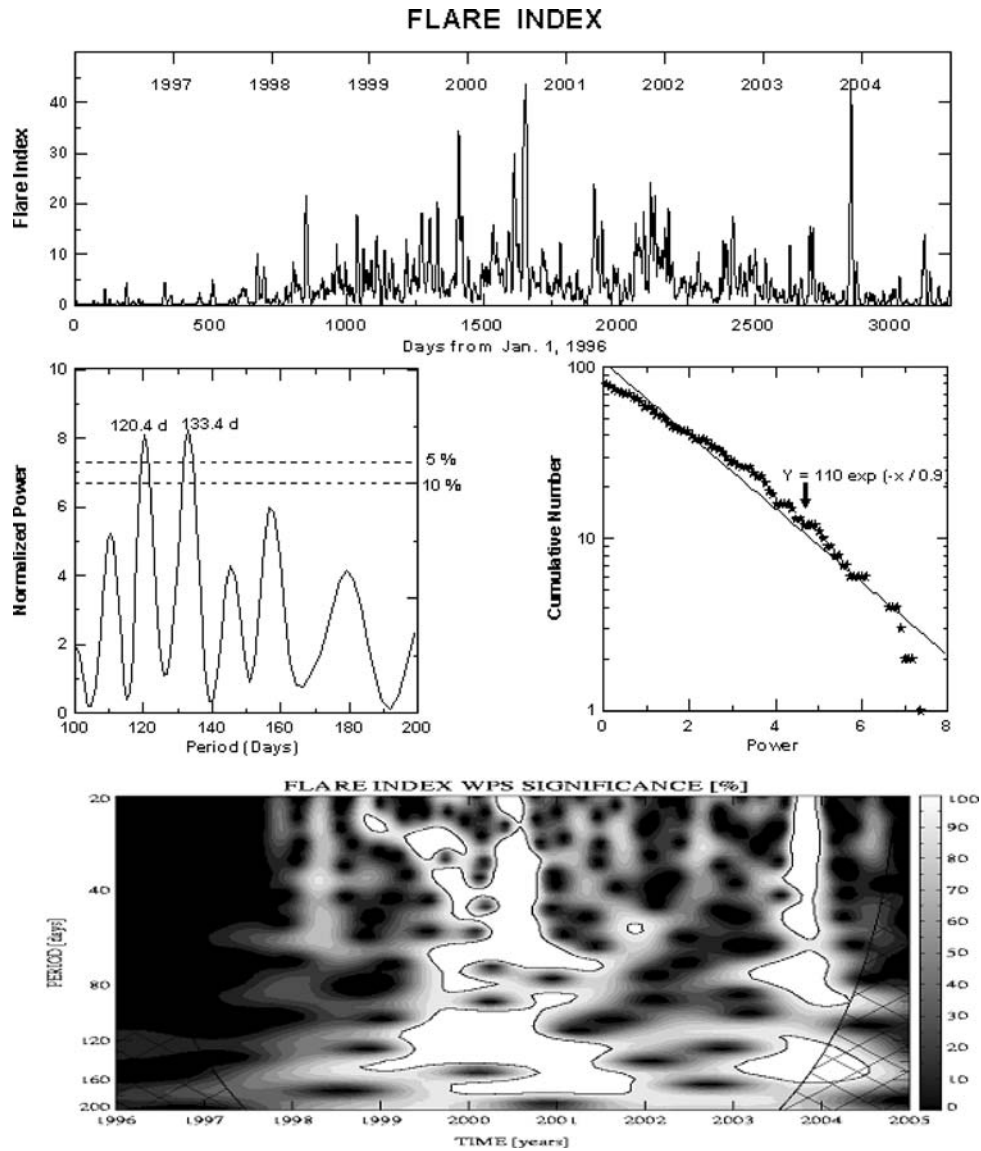 FLARE INDEX
1997 1998 1999 2000 2001 2002 2003 2004
Flare Index
40
30
20
10
0
0 500 1000 1500 2000 2500 3000
Days from Jan. 1, 1996
Normalized Power
10
8
6
4
2
0
120.4 d 133.4 d
5 %
10 %
100 120 140 160 180 200
Period (Days)
Cumulative Number
100
10
1
Y = 110 exp (-x / 0.9)
0 2 4 6 8
Power
FLARE INDEX WPS SIGNIFICANCE [%]
PERIOD [days]
20
40
80
120
160
200
1996 1997 1998 1999 2000 2001 2002 2003 2004 2005
TIME [years]
100
90
80
70
60
50
40
30
20
10
0